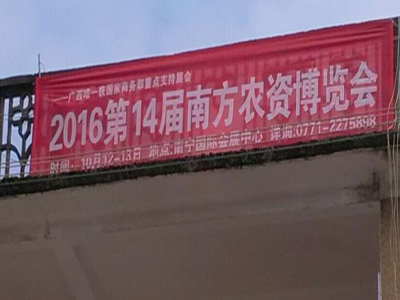 ——广西唯一获国家商务部重点支持展会
2016第14届南方农资博览会
时间：10月12-13日 地点:南宁国际会展中心 详询:0771-2275898